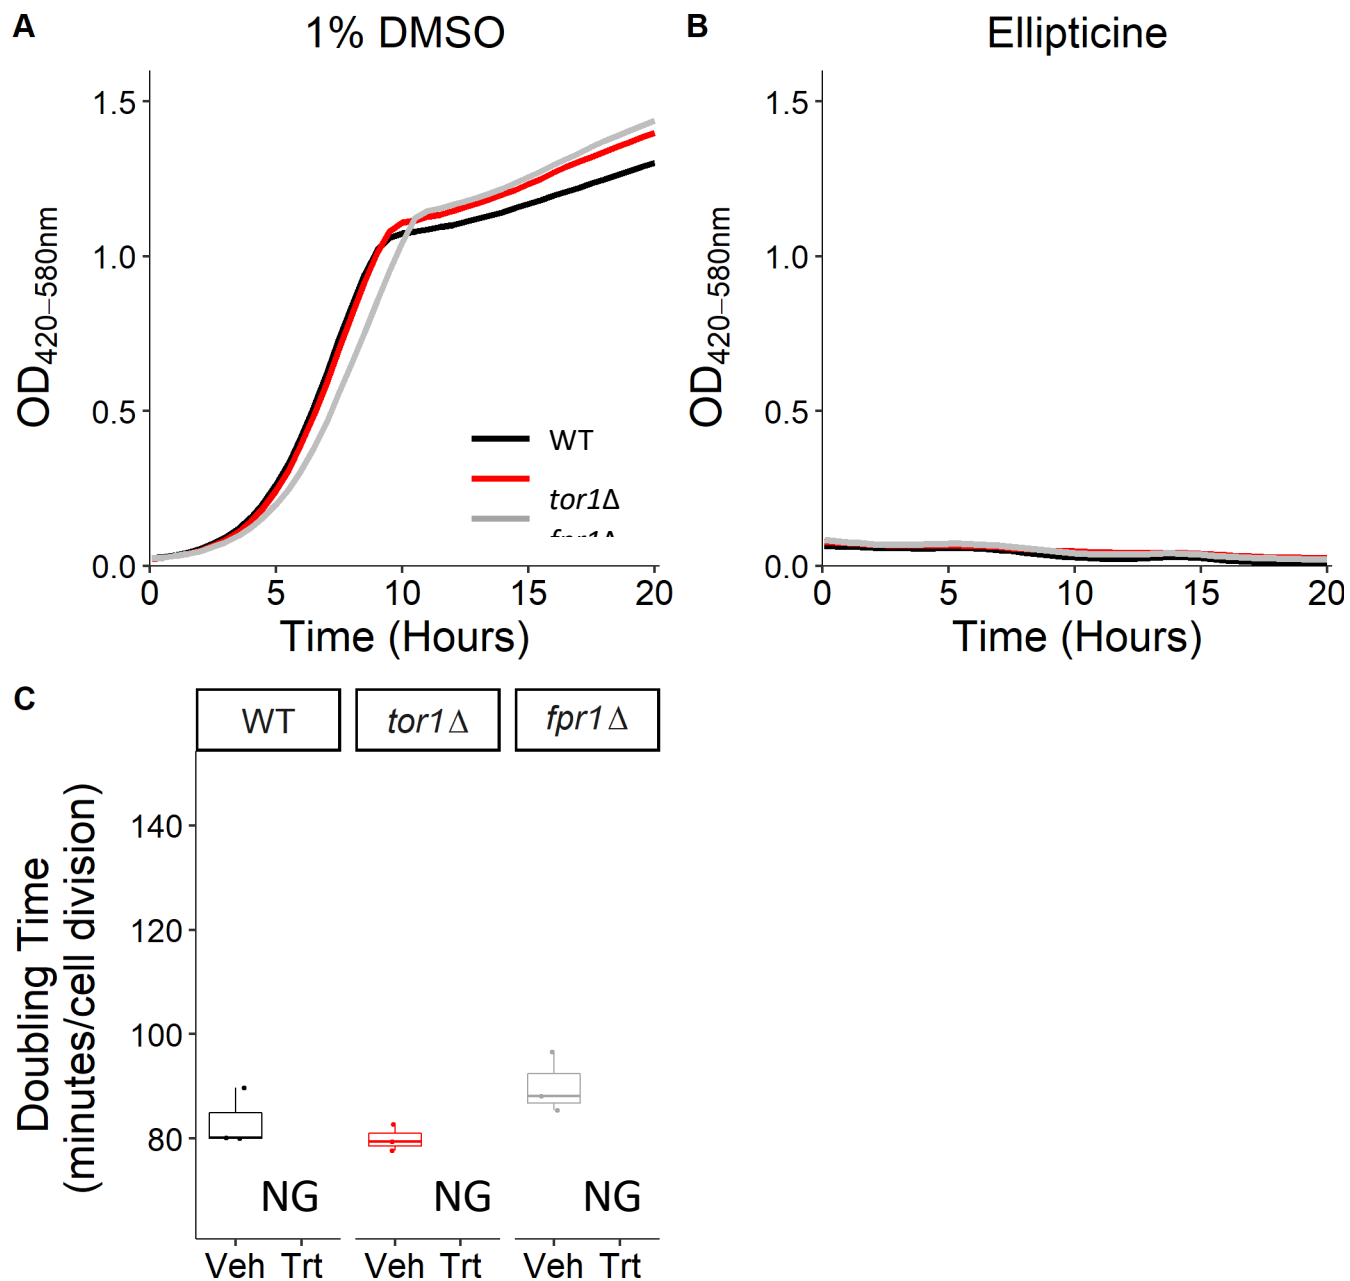 A
1% DMSO
1.5
1.0
0.5
0.0
OD420–580nm
WT
tor1Δ
fpr1Δ
0 5 10 15 20
Time (Hours)
B
Ellipticine
1.5
1.0
0.5
0.0
OD420–580nm
0 5 10 15 20
Time (Hours)
C
WT tor1Δ fpr1Δ
Doubling Time
(minutes/cell division)
140
120
100
80
NG NG NG
Veh Trt Veh Trt Veh Trt